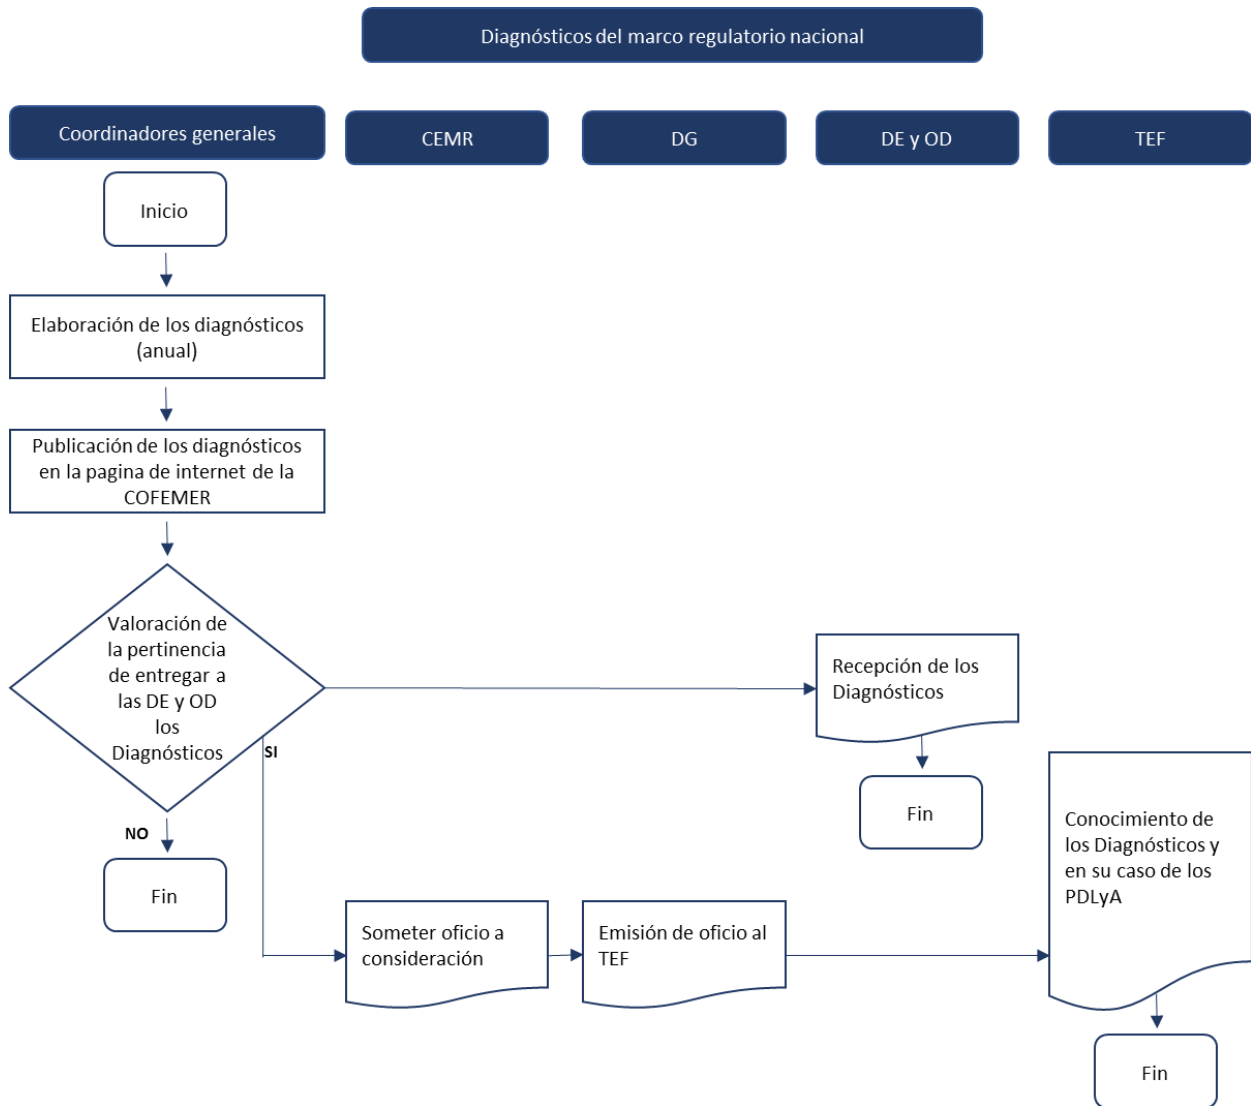 Diagnósticos del marco regulatorio nacional
Coordinadores generales
CEMR
DG
DE y OD
TEF
Inicio
Elaboración de los diagnósticos
(anual)
Publicación de los diagnósticos
en la pagina de internet de la
COFEMER
Valoración de
la pertinencia
de entregar a
las DE y OD
los
Diagnósticos
SI
NO
Fin
Recepción de los
Diagnósticos
Fin
Someter oficio a
consideración
Emisión de oficio al
TEF
Conocimiento de
los Diagnósticos y
en su caso de los
PDLyA
Fin